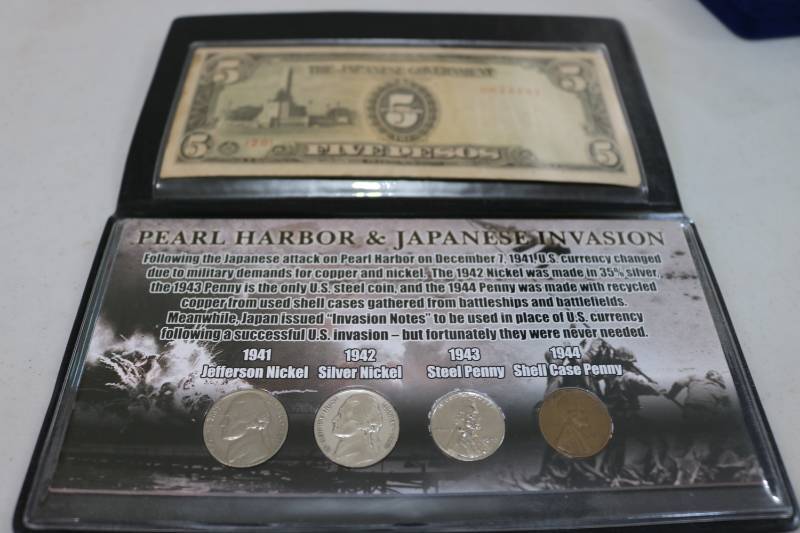 5 5
THE JAPANESE GOVERNMENT
5
5 5
FIVE PESOS
PEARL HARBOR & JAPANESE INVASION
Following the Japanese attack on Pearl Harbor on December 7, 1941, U.S. currency changed
due to military demands for copper and nickel. The 1942 Nickel was made in 35% silver,
the 1943 Penny is the only U.S. steel coin, and the 1944 Penny was made with recycled
copper from used shell cases gathered from battleships and battlefields.
Meanwhile, Japan issued "Invasion Notes" to be used in place of U.S. currency
following a successful U.S. invasion – but fortunately they were never needed.
1941 1942 1943 1944
Jefferson Nickel Silver Nickel Steel Penny Shell Case Penny